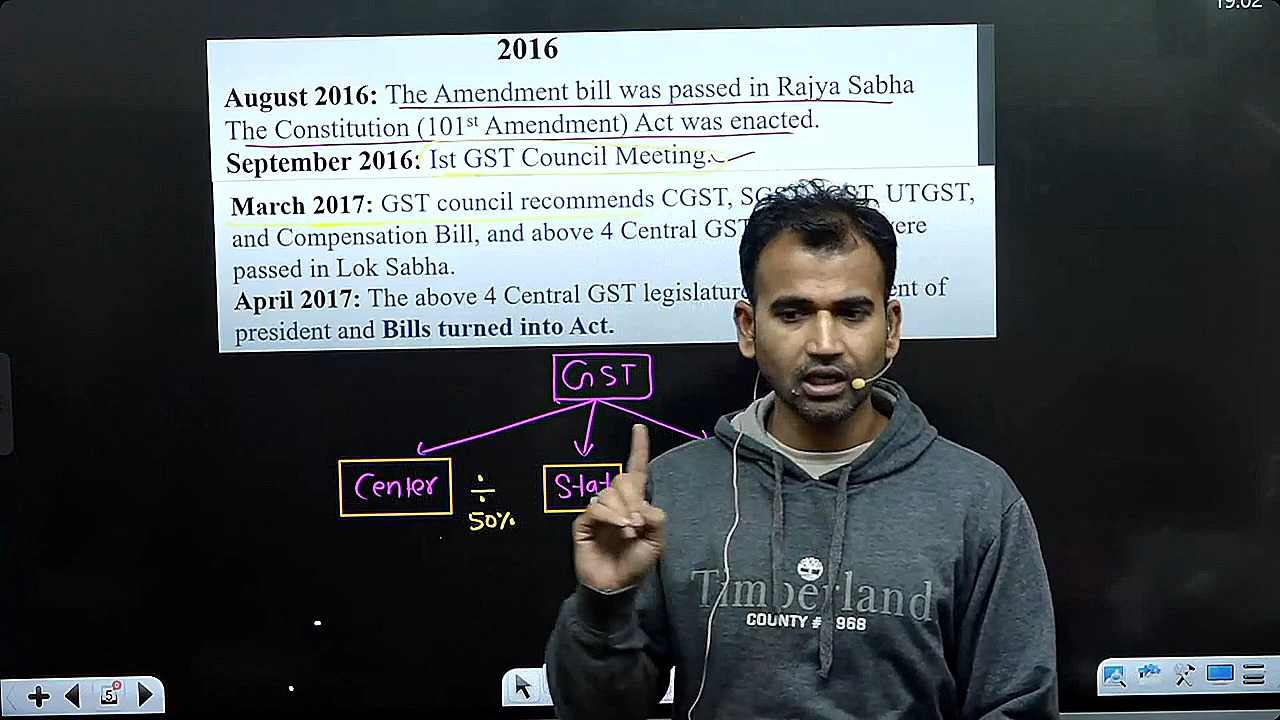 19:02
2016
August 2016: The Amendment bill was passed in Rajya Sabha
The Constitution (101st Amendment) Act was enacted.
September 2016: Ist GST Council Meeting.
March 2017: GST council recommends CGST, UTGST,
and Compensation Bill, and above 4 Central GST
passed in Lok Sabha.
April 2017: The above 4 Central GST of
president and Bills turned into Act.
GST
Center ÷ 50%
Timberland
COUNTY #
968
5